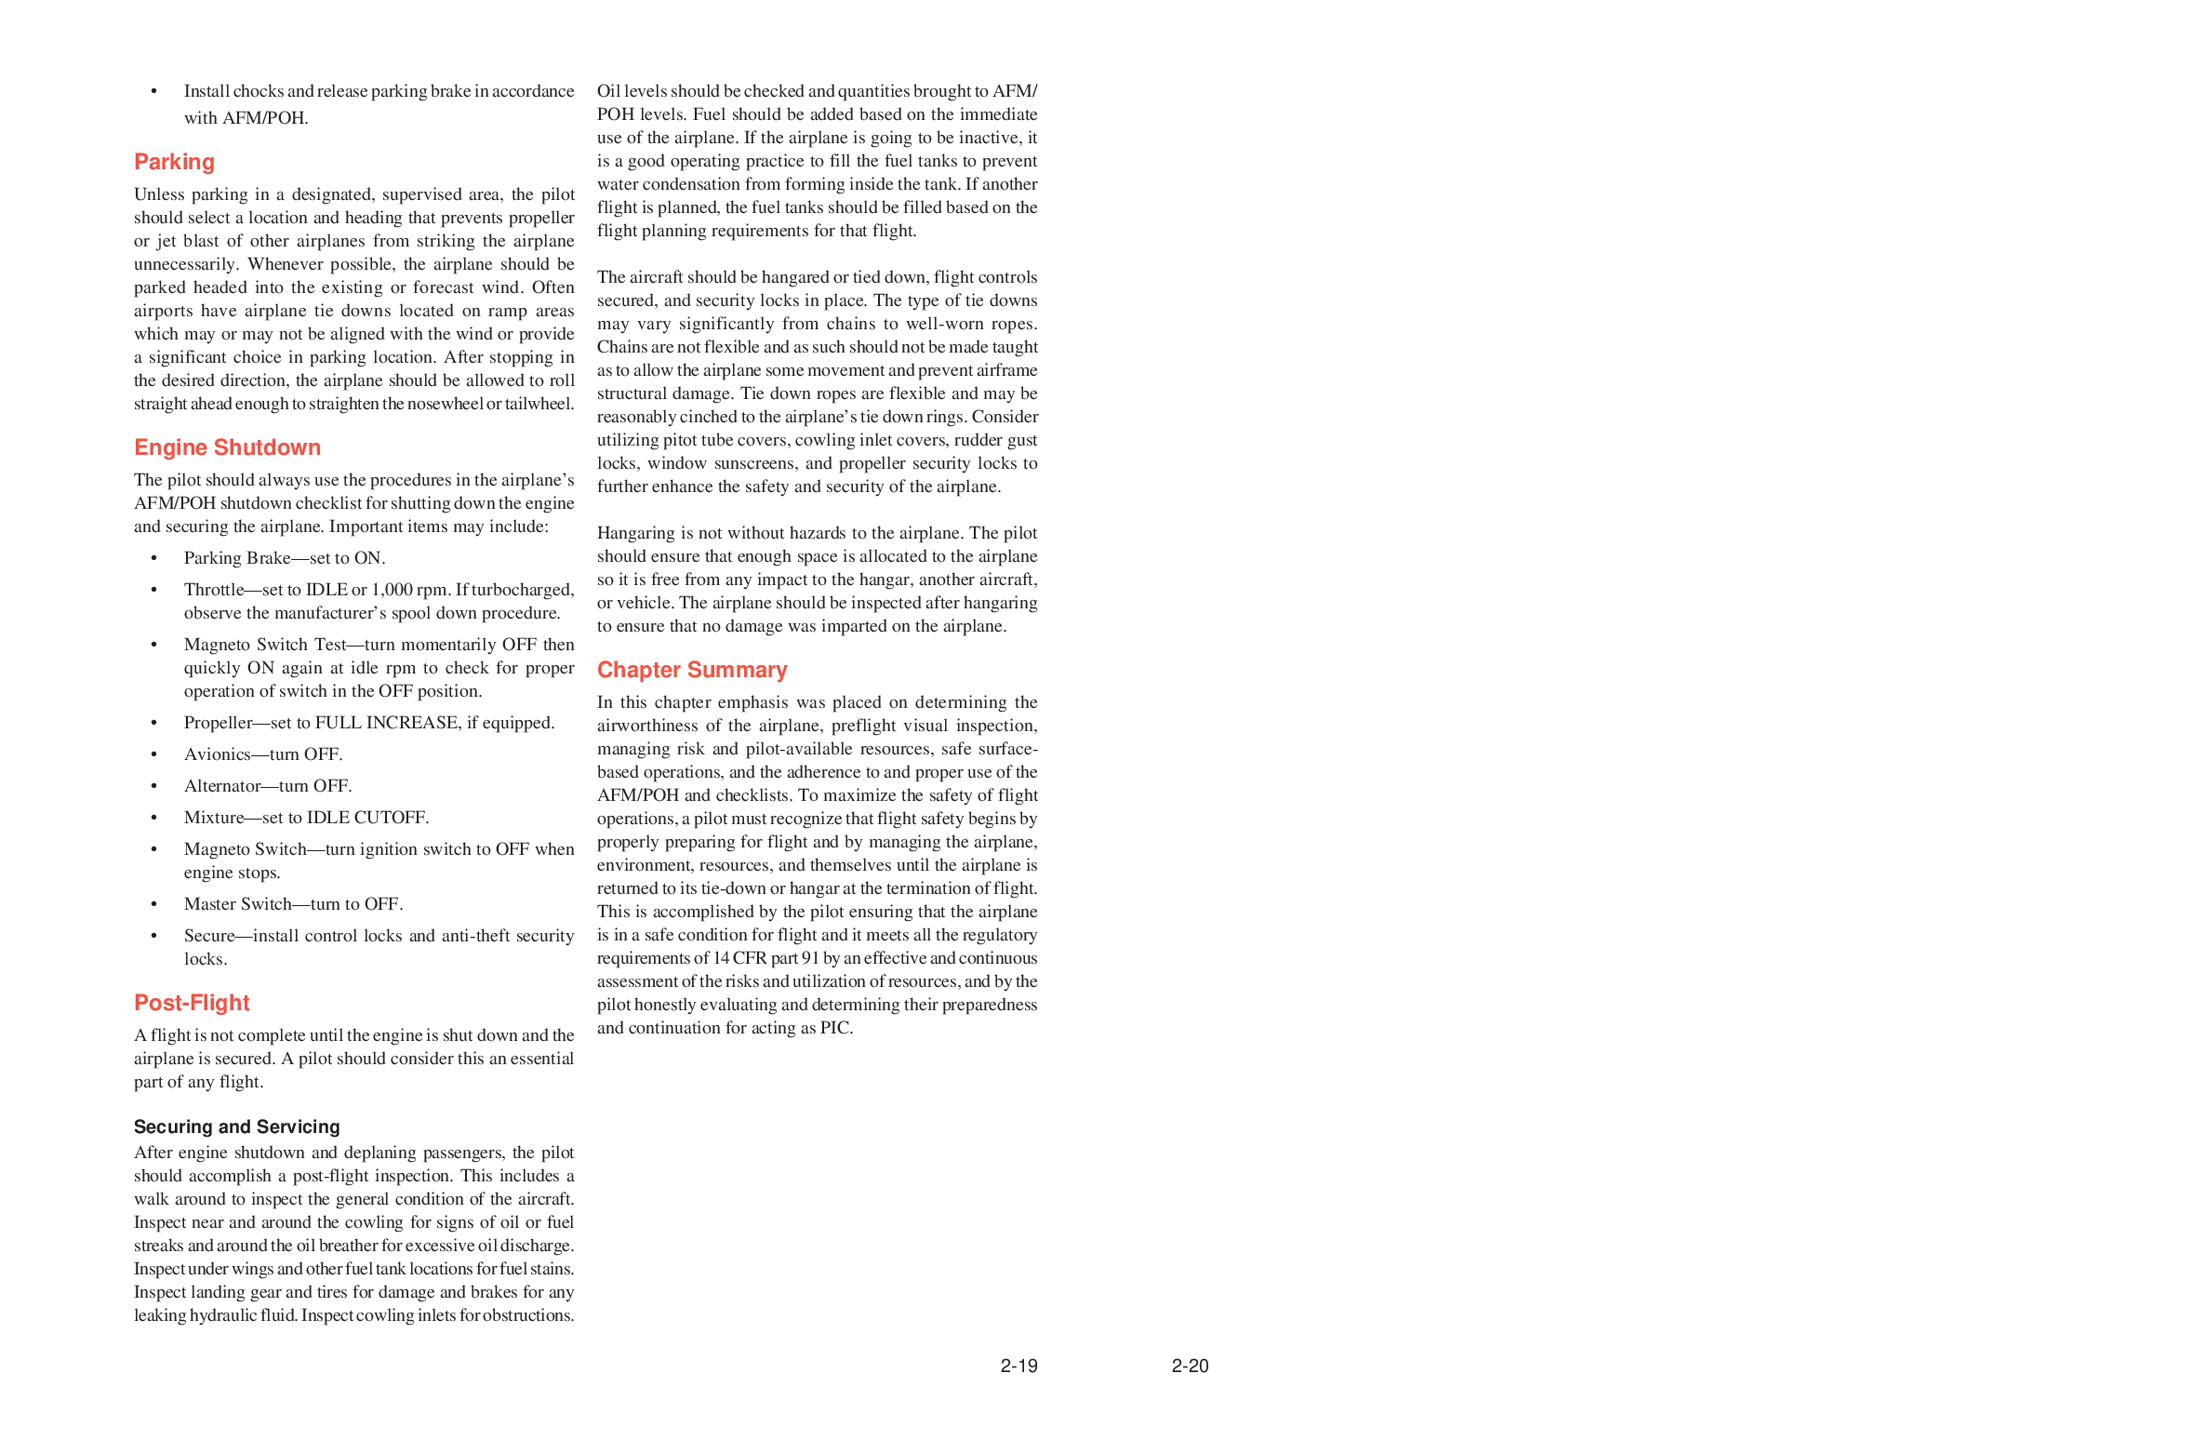 • Install chocks and release parking brake in accordance
with AFM/POH.
Parking
Unless parking in a designated, supervised area, the pilot
should select a location and heading that prevents propeller
or jet blast of other airplanes from striking the airplane
unnecessarily. Whenever possible, the airplane should be
parked headed into the existing or forecast wind. Often
airports have airplane tie downs located on ramp areas
which may or may not be aligned with the wind or provide
a significant choice in parking location. After stopping in
the desired direction, the airplane should be allowed to roll
straight ahead enough to straighten the nosewheel or tailwheel.
Engine Shutdown
The pilot should always use the procedures in the airplane’s
AFM/POH shutdown checklist for shutting down the engine
and securing the airplane. Important items may include:
• Parking Brake—set to ON.
• Throttle—set to IDLE or 1,000 rpm. If turbocharged,
observe the manufacturer’s spool down procedure.
• Magneto Switch Test—turn momentarily OFF then
quickly ON again at idle rpm to check for proper
operation of switch in the OFF position.
• Propeller—set to FULL INCREASE, if equipped.
• Avionics—turn OFF.
• Alternator—turn OFF.
• Mixture—set to IDLE CUTOFF.
• Magneto Switch—turn ignition switch to OFF when
engine stops.
• Master Switch—turn to OFF.
• Secure—install control locks and anti-theft security
locks.
Post-Flight
A flight is not complete until the engine is shut down and the
airplane is secured. A pilot should consider this an essential
part of any flight.
Securing and Servicing
After engine shutdown and deplaning passengers, the pilot
should accomplish a post-flight inspection. This includes a
walk around to inspect the general condition of the aircraft.
Inspect near and around the cowling for signs of oil or fuel
streaks and around the oil breather for excessive oil discharge.
Inspect under wings and other fuel tank locations for fuel stains.
Inspect landing gear and tires for damage and brakes for any
leaking hydraulic fluid. Inspect cowling inlets for obstructions.
Oil levels should be checked and quantities brought to AFM/
POH levels. Fuel should be added based on the immediate
use of the airplane. If the airplane is going to be inactive, it
is a good operating practice to fill the fuel tanks to prevent
water condensation from forming inside the tank. If another
flight is planned, the fuel tanks should be filled based on the
flight planning requirements for that flight.
The aircraft should be hangared or tied down, flight controls
secured, and security locks in place. The type of tie downs
may vary significantly from chains to well-worn ropes.
Chains are not flexible and as such should not be made taught
as to allow the airplane some movement and prevent airframe
structural damage. Tie down ropes are flexible and may be
reasonably cinched to the airplane’s tie down rings. Consider
utilizing pitot tube covers, cowling inlet covers, rudder gust
locks, window sunscreens, and propeller security locks to
further enhance the safety and security of the airplane.
Hangaring is not without hazards to the airplane. The pilot
should ensure that enough space is allocated to the airplane
so it is free from any impact to the hangar, another aircraft,
or vehicle. The airplane should be inspected after hangaring
to ensure that no damage was imparted on the airplane.
Chapter Summary
In this chapter emphasis was placed on determining the
airworthiness of the airplane, preflight visual inspection,
managing risk and pilot-available resources, safe surface-
based operations, and the adherence to and proper use of the
AFM/POH and checklists. To maximize the safety of flight
operations, a pilot must recognize that flight safety begins by
properly preparing for flight and by managing the airplane,
environment, resources, and themselves until the airplane is
returned to its tie-down or hangar at the termination of flight.
This is accomplished by the pilot ensuring that the airplane
is in a safe condition for flight and it meets all the regulatory
requirements of 14 CFR part 91 by an effective and continuous
assessment of the risks and utilization of resources, and by the
pilot honestly evaluating and determining their preparedness
and continuation for acting as PIC.
2-19
2-20